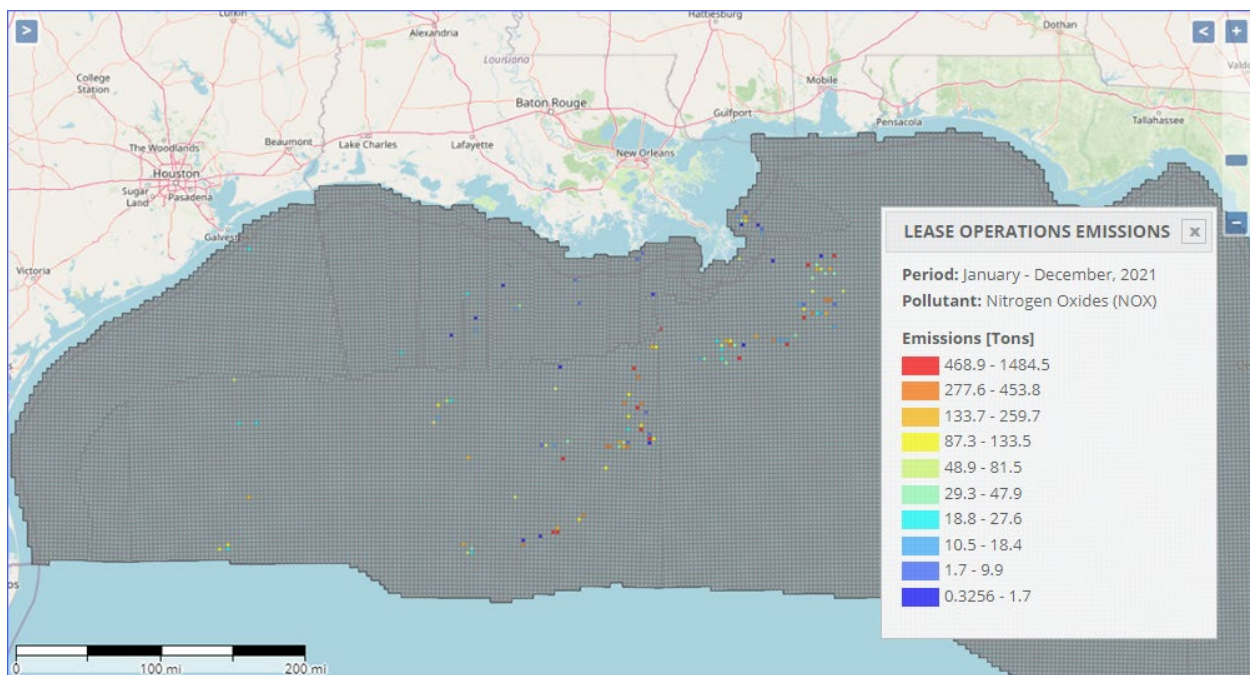 Lufkin
Alexandria
Hattiesburg
Dothan
>
<
+
College
Station
Louisiana
Valdo
Baton Rouge
Mobile
Gulfport
Pensacola
Tallahassee
The Woodlands
Beaumont
Lake Charles
Lafayette
New Orleans
Houston
Sugar
Land
Pasadena
Galvest
Victoria
−
LEASE OPERATIONS EMISSIONS
x
Period: January - December, 2021
Pollutant: Nitrogen Oxides (NOX)
Emissions [Tons]
468.9 - 1484.5
277.6 - 453.8
133.7 - 259.7
87.3 - 133.5
48.9 - 81.5
29.3 - 47.9
18.8 - 27.6
10.5 - 18.4
1.7 - 9.9
0.3256 - 1.7
os
0
100 mi
200 mi